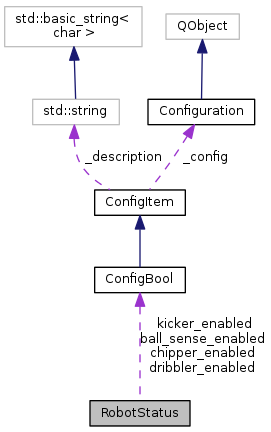 std::basic_string<
char >
QObject
std::string
Configuration
_description
_config
ConfigItem
ConfigBool
kicker_enabled
ball_sense_enabled
chipper_enabled
dribbler_enabled
RobotStatus